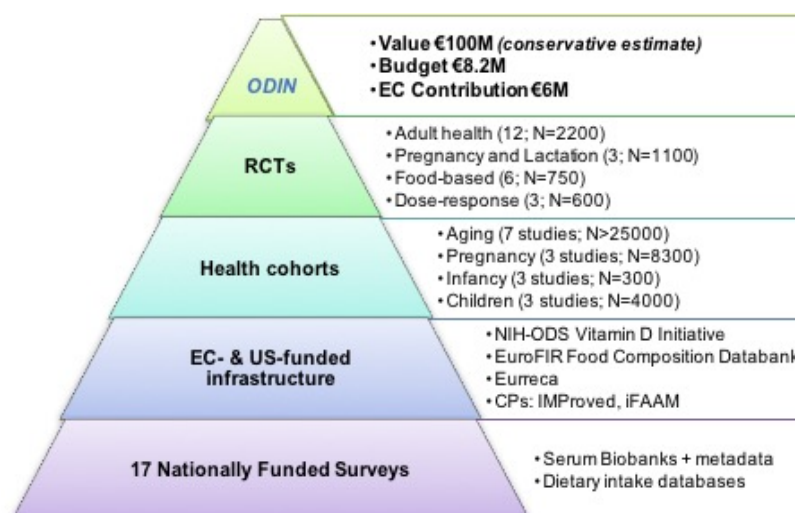 ODIN
•Value €100M (conservative estimate)
•Budget €8.2M
•EC Contribution €6M
RCTs
•Adult health (12; N=2200)
•Pregnancy and Lactation (3; N=1100)
•Food-based (6; N=750)
•Dose-response (3; N=600)
Health cohorts
•Aging (7 studies; N>25000)
•Pregnancy (3 studies; N=8300)
•Infancy (3 studies; N=300)
•Children (3 studies; N=4000)
EC- & US-funded
infrastructure
•NIH-ODS Vitamin D Initiative
•EuroFIR Food Composition Databank
•Eurreca
•CPs: IMProved, iFAAM
17 Nationally Funded Surveys
•Serum Biobanks + metadata
•Dietary intake databases